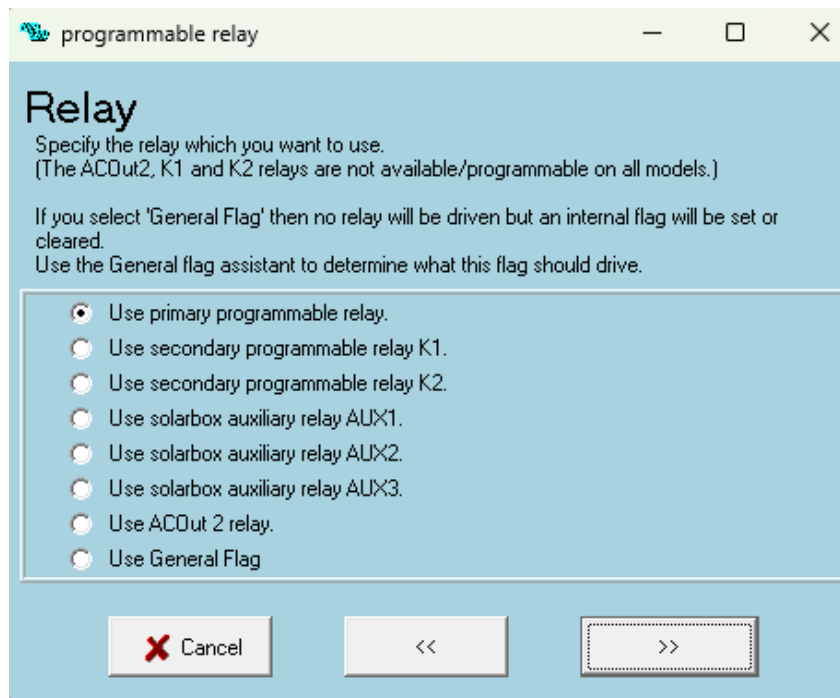 programmable relay
Relay
Specify the relay which you want to use.
(The ACOut2, K1 and K2 relays are not available/programmable on all models.)
If you select 'General Flag' then no relay will be driven but an internal flag will be set or
cleared.
Use the General flag assistant to determine what this flag should drive.
Use primary programmable relay.
Use secondary programmable relay K1.
Use secondary programmable relay K2.
Use solarbox auxiliary relay AUX1.
Use solarbox auxiliary relay AUX2.
Use solarbox auxiliary relay AUX3.
Use ACOut 2 relay.
Use General Flag
Cancel << >>